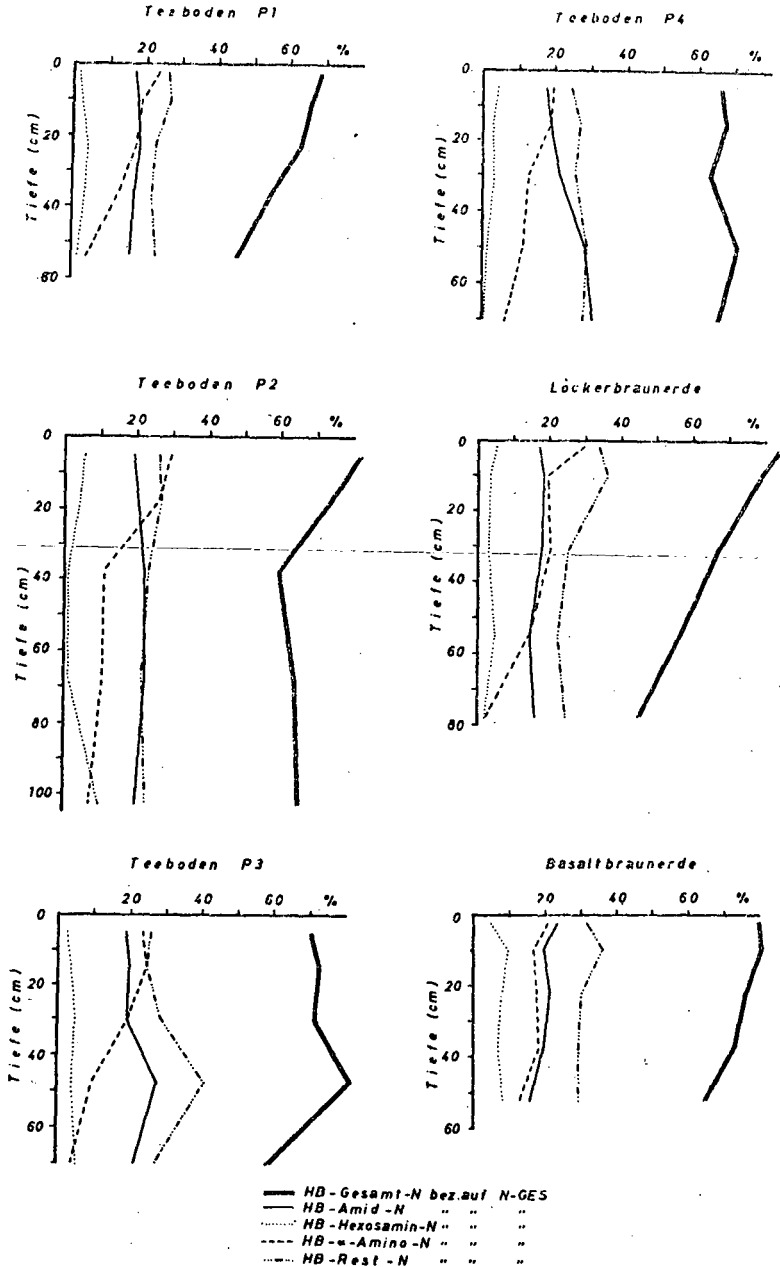 Teeboden P1
20 40 60 %
0
20
40
60
Tiefe (cm)
Teeboden P4
20 40 60 %
0
20
40
60
Tiefe (cm)
Teeboden P2
20 40 60 %
0
20
40
60
80
100
Tiefe (cm)
Lockerbraunerde
20 40 60 %
0
20
40
60
80
Tiefe (cm)
Teeboden P3
20 40 60 %
0
20
40
60
Tiefe (cm)
Basaltbraunerde
20 40 60 %
0
20
40
60
Tiefe (cm)
HB-Gesamt-N bez. auf N-GES
HB-Amid-N " " "
HB-Hexosamin-N " " "
HB-α-Amino-N " " "
HB-Rest-N " " "